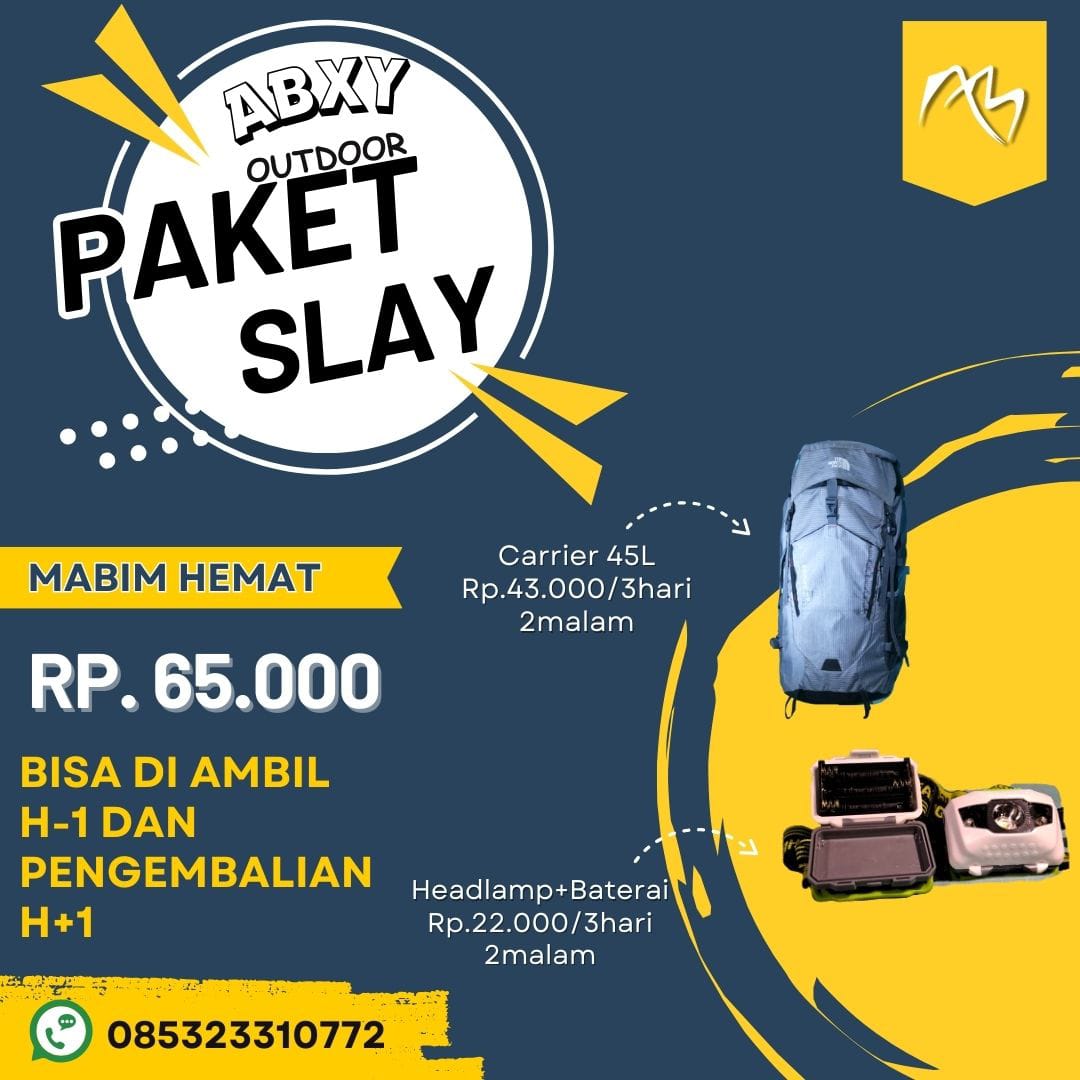 ABXY
OUTDOOR
PAKET
SLAY
Carrier 45L
Rp.43.000/3hari
2malam
MABIM HEMAT
RP. 65.000
BISA DI AMBIL
H-1 DAN
PENGEMBALIAN
H+1
Headlamp+Baterai
Rp.22.000/3hari
2malam
085323310772